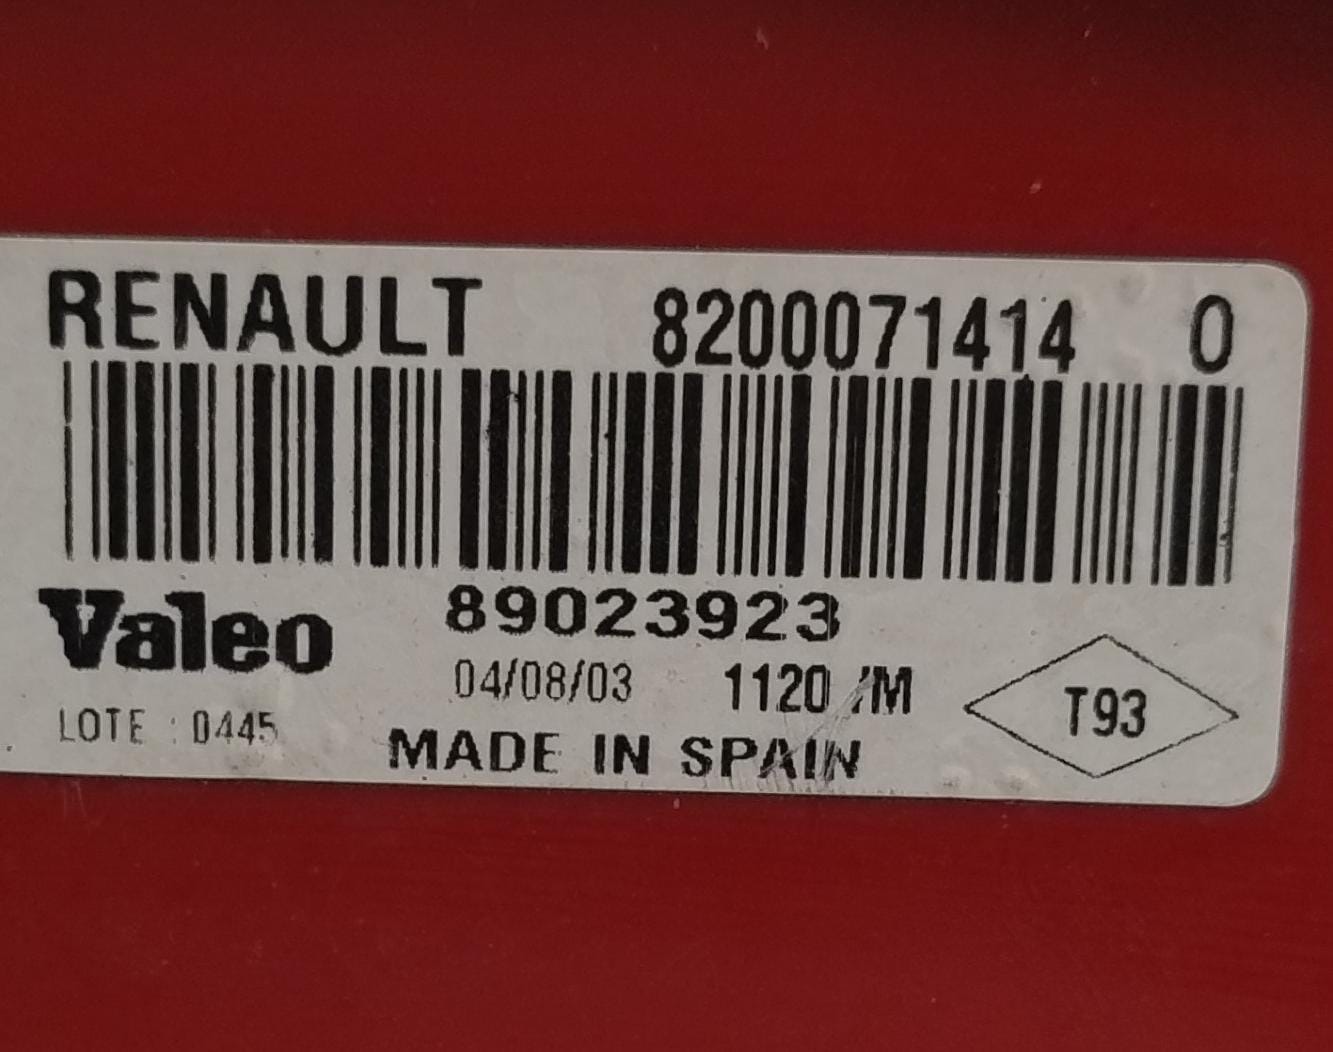 RENAULT 8200071414 0
Valeo 89023923
04/08/03 1120 /M
LOTE : 0445
MADE IN SPAIN
T93